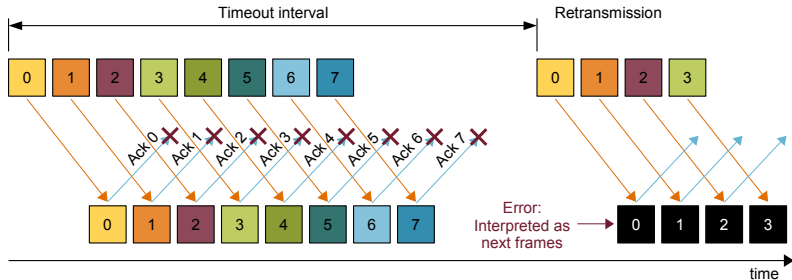 Timeout interval
Retransmission
0 1 2 3 4 5 6 7
0 1 2 3
Ack 0
Ack 1
Ack 2
Ack 3
Ack 4
Ack 5
Ack 6
Ack 7
0 1 2 3 4 5 6 7
Error:
Interpreted as
next frames
0 1 2 3
time